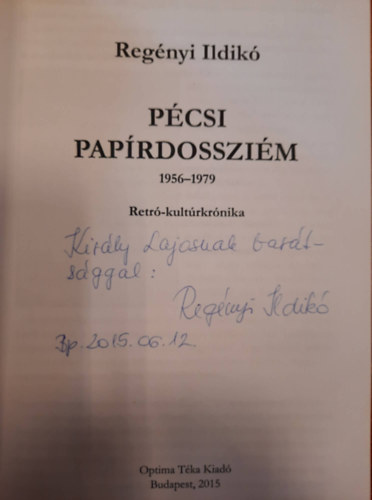 Regényi Ildikó
PÉCSI
PAPÍRDOSSZIÉM
1956–1979
Retró-kultúrkrónika
Király Lajosnak barát-
sággal:
Regényi Ildikó
Bp. 2015.06.12
Optima Téka Kiadó
Budapest, 2015